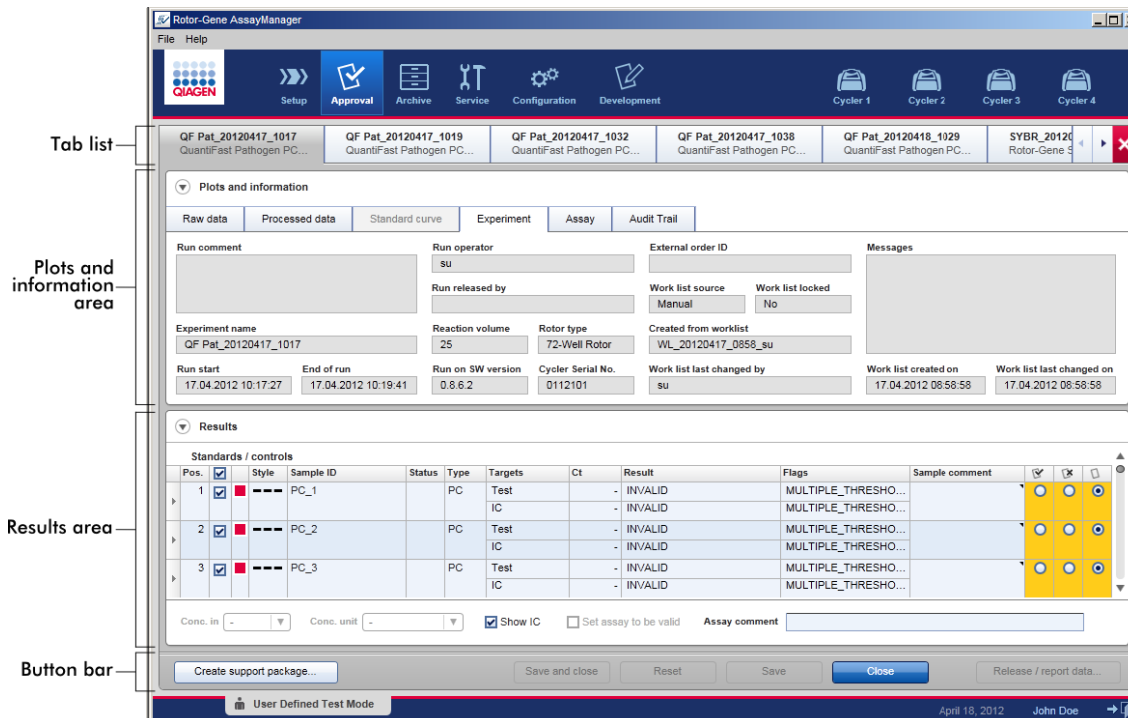 Rotor-Gene AssayManager
File Help
QIAGEN
Setup Approval Archive Service Configuration Development Cycler 1 Cycler 2 Cycler 3 Cycler 4
Tab list
QF Pat_20120417_1017 QF Pat_20120417_1019 QF Pat_20120417_1032 QF Pat_20120417_1038 QF Pat_20120418_1029 SYBR_2012
QuantiFast Pathogen PC... QuantiFast Pathogen PC... QuantiFast Pathogen PC... QuantiFast Pathogen PC... QuantiFast Pathogen PC... Rotor-Gene S
Plots and information
Raw data Processed data Standard curve Experiment Assay Audit Trail
Run comment Run operator External order ID Messages
su
Plots and information area
Run released by Work list source Work list locked
Manual No
Experiment name Reaction volume Rotor type Created from worklist
QF Pat_20120417_1017 25 72-Well Rotor WL_20120417_0858_su
Run start End of run Run on SW version Cycler Serial No. Work list last changed by Work list created on Work list last changed on
17.04.2012 10:17:27 17.04.2012 10:19:41 0.8.6.2 0112101 su 17.04.2012 08:58:58 17.04.2012 08:58:58
Results
Standards / controls
Pos. Style Sample ID Status Type Targets Ct Result Flags Sample comment
1 PC_1 PC Test - INVALID MULTIPLE_THRESHO...
IC - INVALID MULTIPLE_THRESHO...
Results area
2 PC_2 PC Test - INVALID MULTIPLE_THRESHO...
IC - INVALID MULTIPLE_THRESHO...
3 PC_3 PC Test - INVALID MULTIPLE_THRESHO...
IC - INVALID MULTIPLE_THRESHO...
Conc. in - Conc. unit - Show IC Set assay to be valid Assay comment
Button bar
Create support package... Save and close Reset Save Close Release / report data...
User Defined Test Mode
April 18, 2012 John Doe